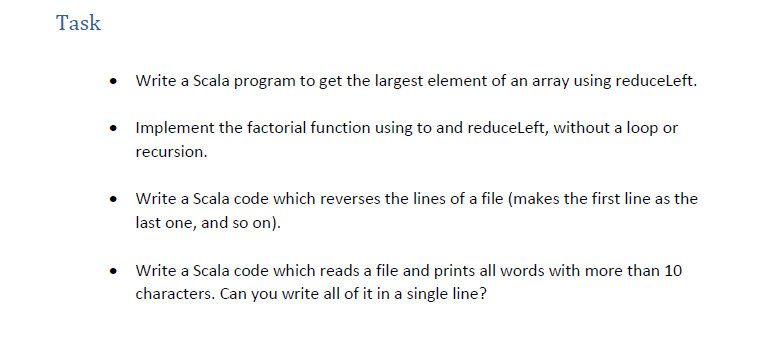 Task
• Write a Scala program to get the largest element of an array using reduceLeft.
• Implement the factorial function using to and reduceLeft, without a loop or
recursion.
• Write a Scala code which reverses the lines of a file (makes the first line as the
last one, and so on).
• Write a Scala code which reads a file and prints all words with more than 10
characters. Can you write all of it in a single line?